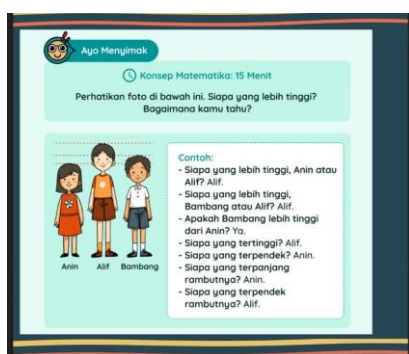 Ayo Menyimak
Konsep Matematika: 15 Menit
Perhatikan foto di bawah ini. Siapa yang lebih tinggi?
Bagaimana kamu tahu?
Anin
Alif
Bambang
Contoh:
- Siapa yang lebih tinggi, Anin atau
Alif? Alif.
- Siapa yang lebih tinggi,
Bambang atau Alif? Alif.
- Apakah Bambang lebih tinggi
dari Anin? Ya.
- Siapa yang tertinggi? Alif.
- Siapa yang terpendek? Anin.
- Siapa yang terpanjang
rambutnya? Anin.
- Siapa yang terpendek
rambutnya? Alif.